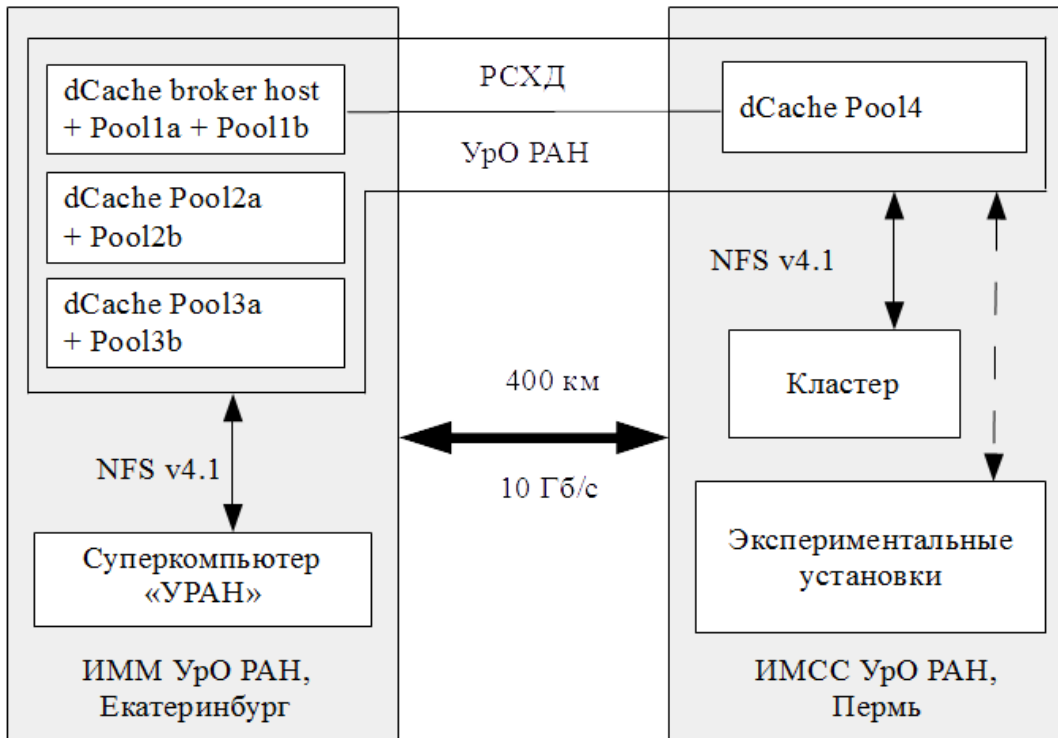 dCache broker host
+ Pool1a + Pool1b
dCache Pool2a
+ Pool2b
dCache Pool3a
+ Pool3b
NFS v4.1
Суперкомпьютер
«УРАН»
ИММ УрО РАН,
Екатеринбург
РСХД
УрО РАН
400 км
10 Гб/с
dCache Pool4
NFS v4.1
Кластер
Экспериментальные
установки
ИМСС УрО РАН,
Пермь